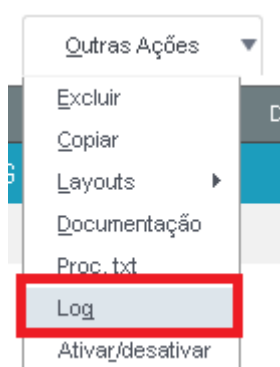 Outras Ações
Excluir
Copiar
Layouts
Documentação
Proc. txt
Log
Ativar/desativar